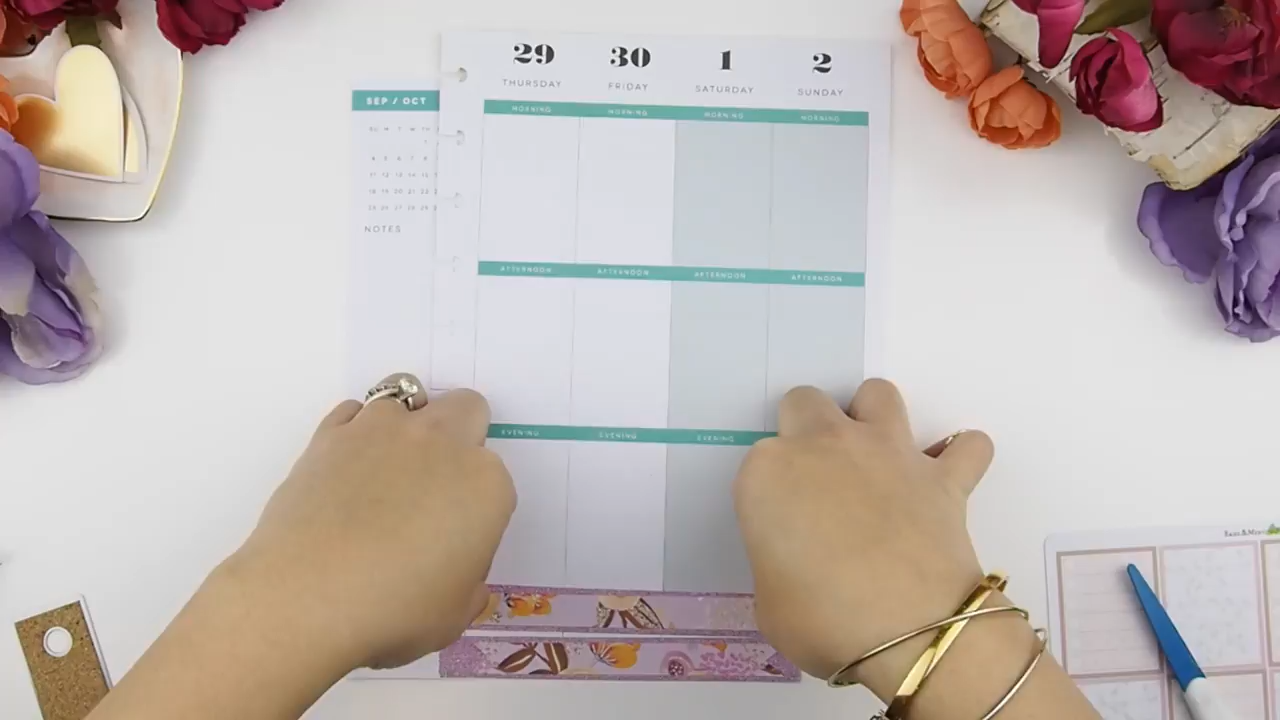 29 30 1 2
THURSDAY FRIDAY SATURDAY SUNDAY
SEP / OCT
MORNING MORNING MORNING MORNING
NOTES
AFTERNOON AFTERNOON AFTERNOON AFTERNOON
EVENING EVENING EVENING